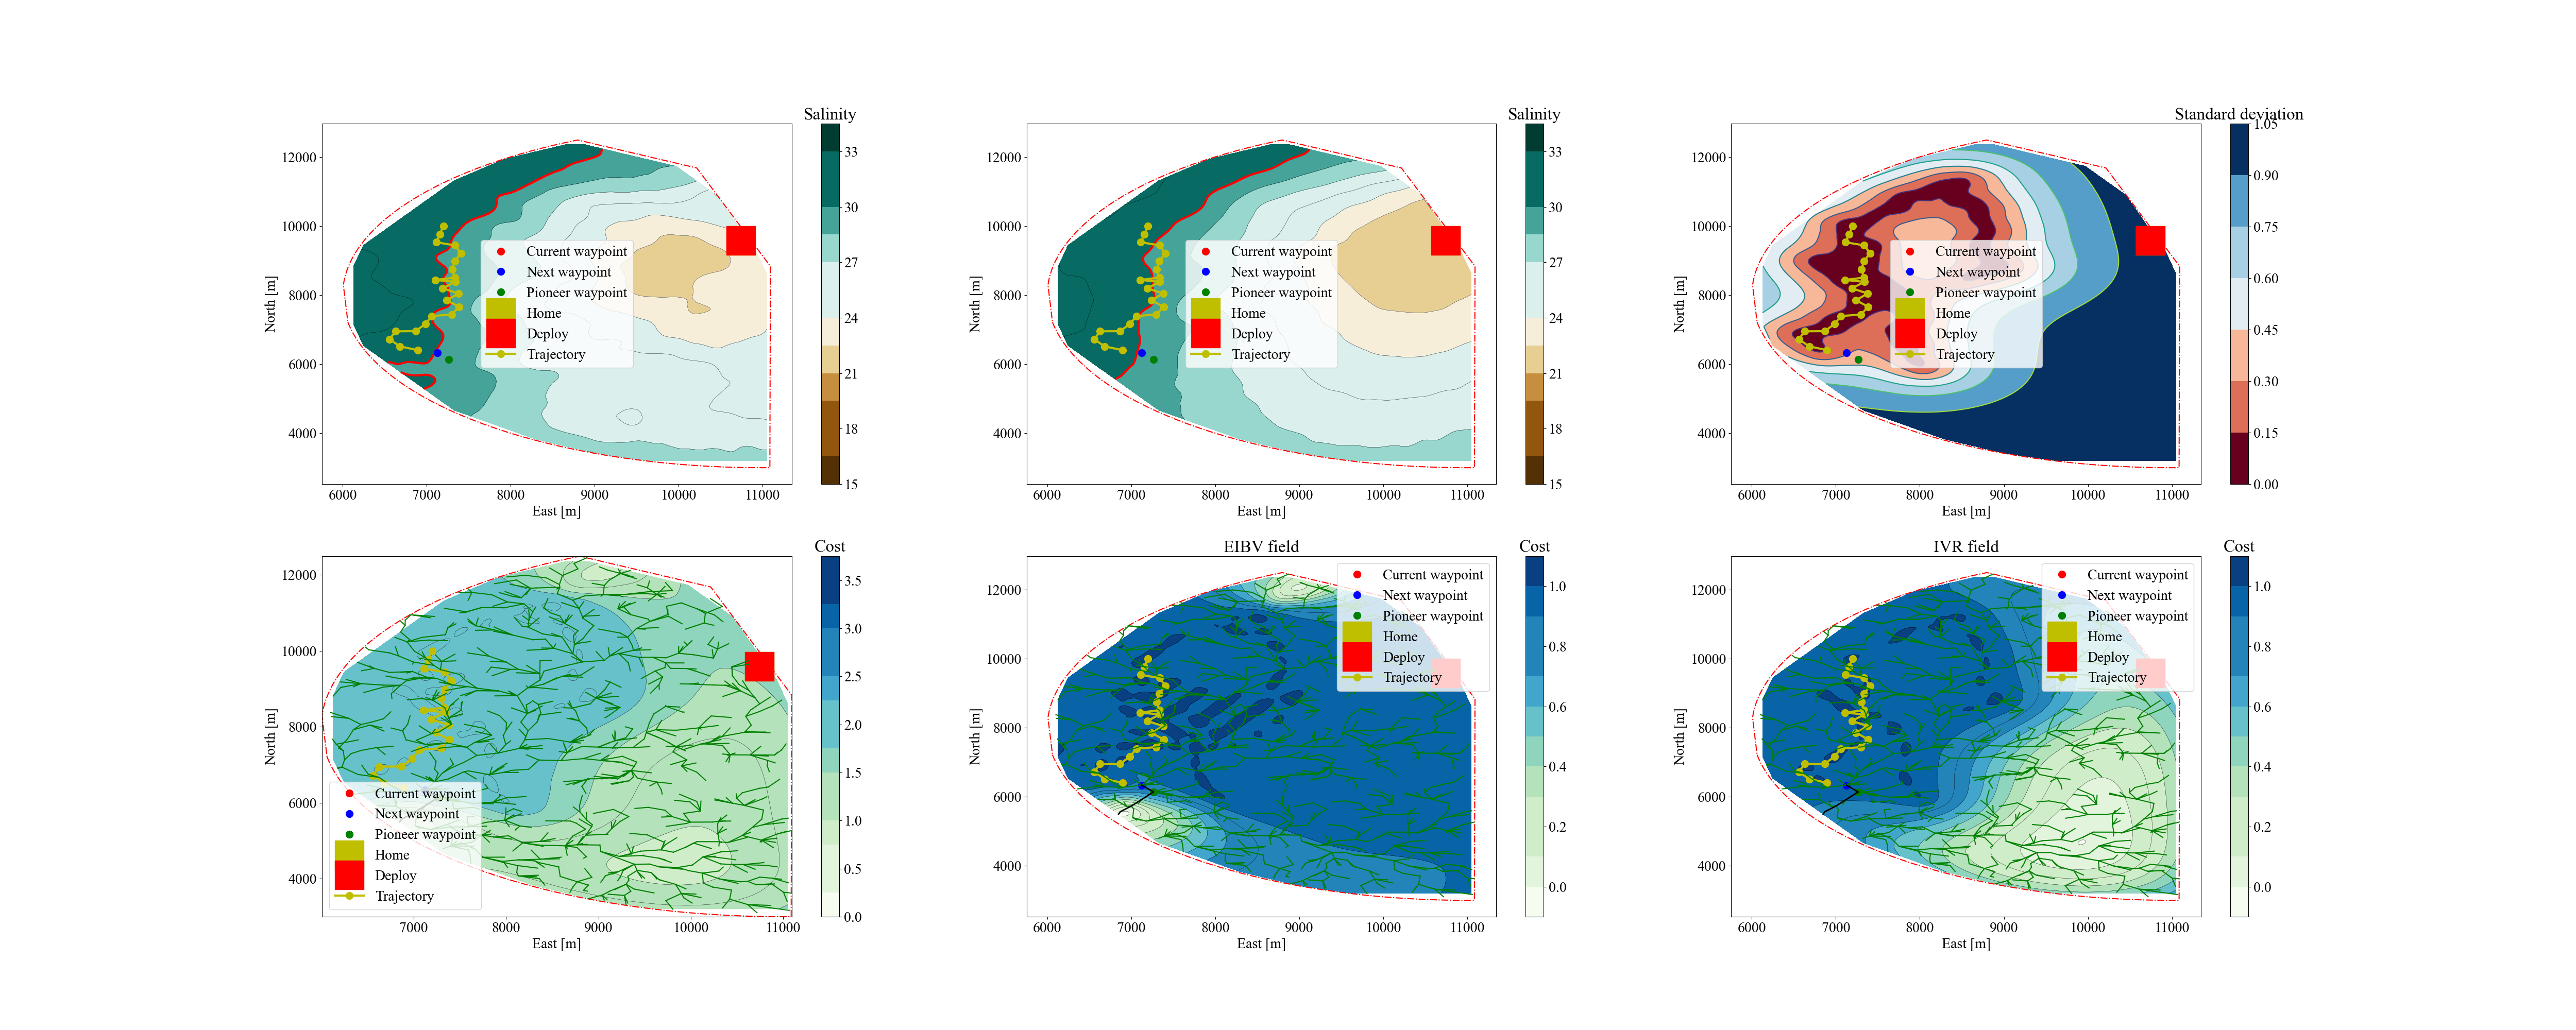 Salinity
12000
10000
8000
6000
4000
North [m]
6000 7000 8000 9000 10000 11000
East [m]
33
30
27
24
21
18
15
Current waypoint
Next waypoint
Pioneer waypoint
Home
Deploy
Trajectory
Salinity
12000
10000
8000
6000
4000
North [m]
6000 7000 8000 9000 10000 11000
East [m]
33
30
27
24
21
18
15
Current waypoint
Next waypoint
Pioneer waypoint
Home
Deploy
Trajectory
Standard deviation
12000
10000
8000
6000
4000
North [m]
6000 7000 8000 9000 10000 11000
East [m]
1.05
0.90
0.75
0.60
0.45
0.30
0.15
0.00
Current waypoint
Next waypoint
Pioneer waypoint
Home
Deploy
Trajectory
Cost
12000
10000
8000
6000
4000
North [m]
7000 8000 9000 10000 11000
East [m]
3.5
3.0
2.5
2.0
1.5
1.0
0.5
0.0
Current waypoint
Next waypoint
Pioneer waypoint
Home
Deploy
Trajectory
EIBV field
Cost
12000
10000
8000
6000
4000
North [m]
6000 7000 8000 9000 10000 11000
East [m]
1.0
0.8
0.6
0.4
0.2
0.0
Current waypoint
Next waypoint
Pioneer waypoint
Home
Deploy
Trajectory
IVR field
Cost
12000
10000
8000
6000
4000
North [m]
6000 7000 8000 9000 10000 11000
East [m]
1.0
0.8
0.6
0.4
0.2
0.0
Current waypoint
Next waypoint
Pioneer waypoint
Home
Deploy
Trajectory